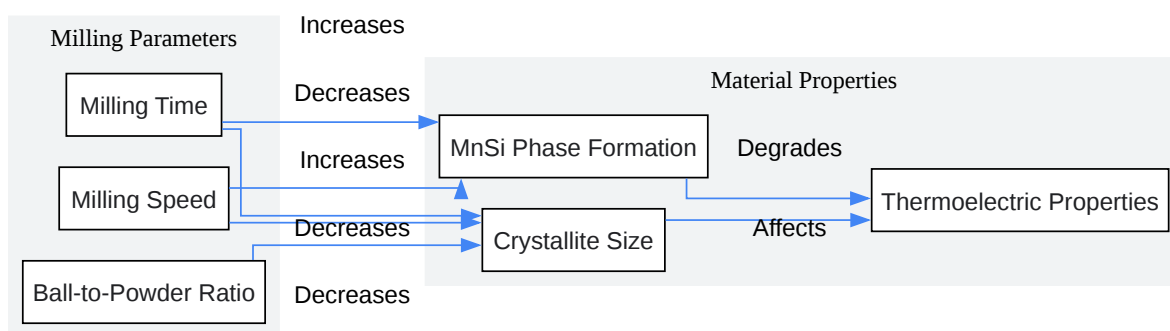 Increases
Milling Parameters
Material Properties
Milling Time
Decreases
MnSi Phase Formation
Degrades
Increases
Milling Speed
Thermoelectric Properties
Decreases
Crystallite Size
Affects
Ball-to-Powder Ratio
Decreases